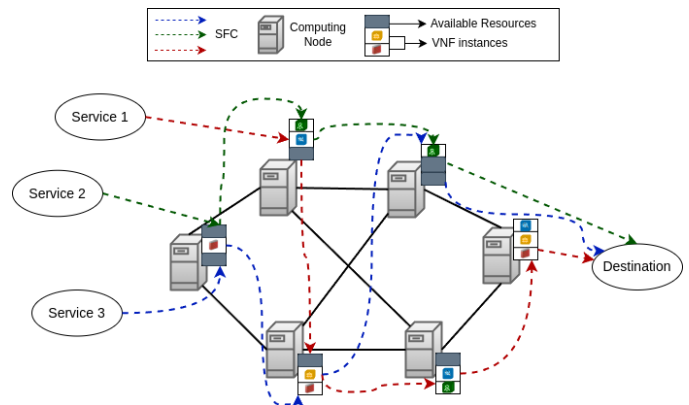 SFC
Computing
Node
Available Resources
VNF instances
Service 1
Service 2
Service 3
Destination